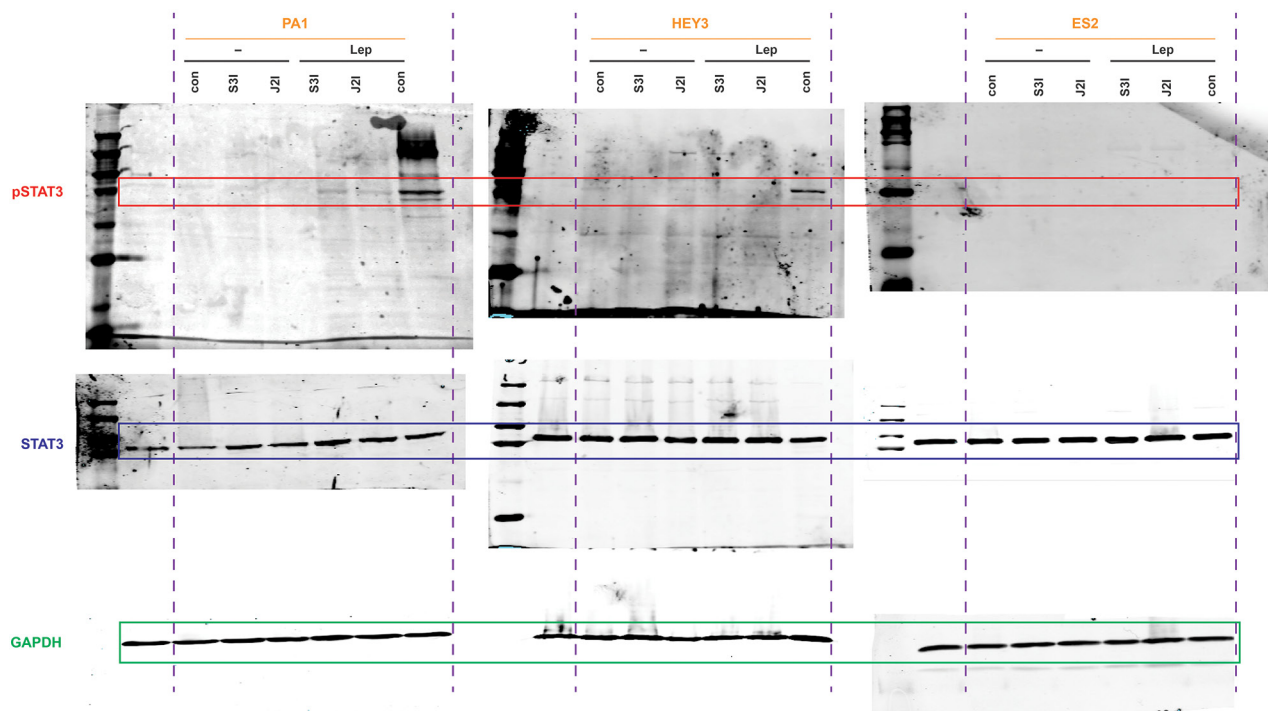 PA1 HEY3 ES2
– Lep – Lep – Lep
con S3I J2I S3I J2I con con S3I J2I S3I J2I con con S3I J2I S3I J2I con
pSTAT3
STAT3
GAPDH